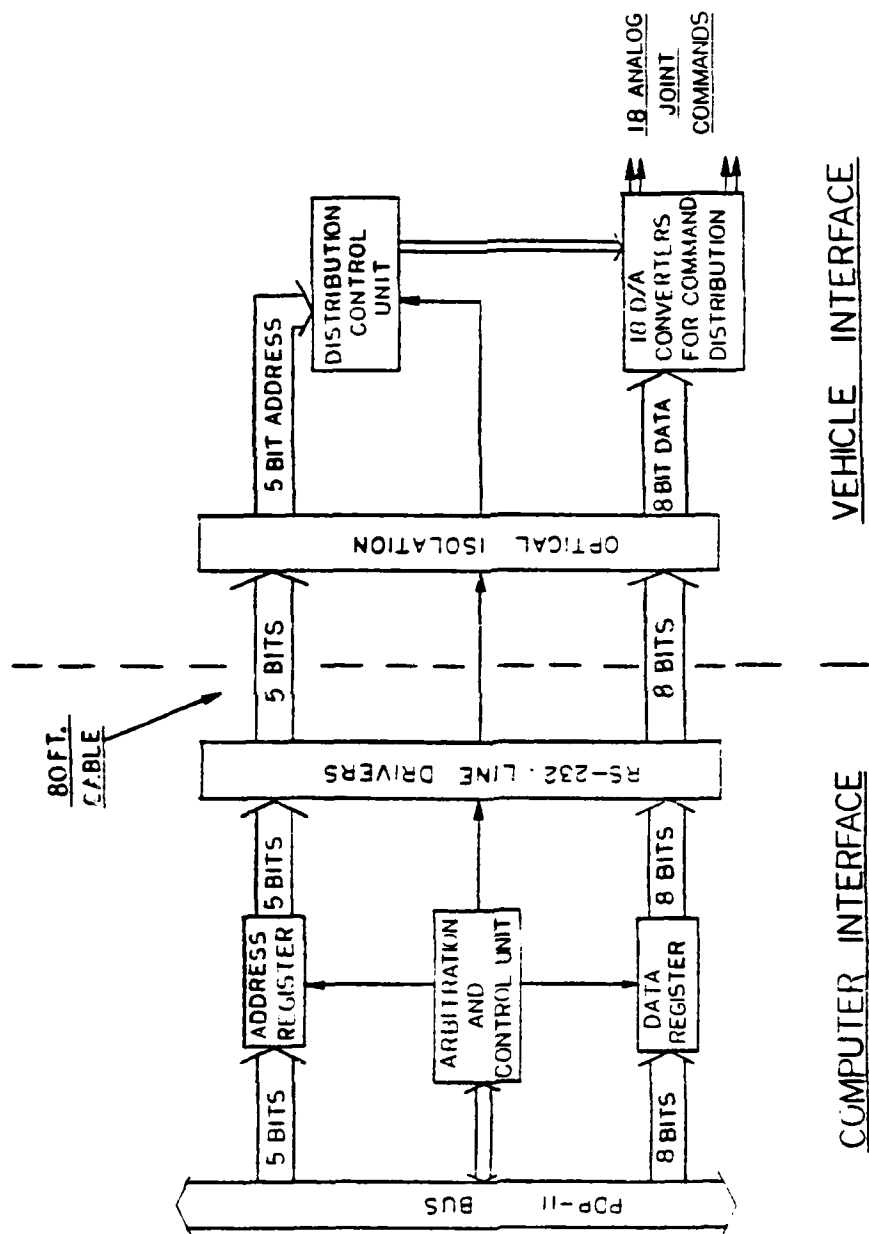 80 FT.
CABLE
PDP-11
BUS
5 BITS
ADDRESS
REGISTER
5 BITS
RS-232 . LINE DRIVERS
5 BITS
OPTICAL ISOLATION
5 BIT ADDRESS
DISTRIBUTION
CONTROL
UNIT
ARBITRATION
AND
CONTROL UNIT
8 BITS
DATA
REGISTER
8 BITS
8 BITS
8 BIT DATA
18 D/A
CONVERTERS
FOR COMMAND
DISTRIBUTION
18 ANALOG
JOINT
COMMANDS
COMPUTER INTERFACE
VEHICLE INTERFACE